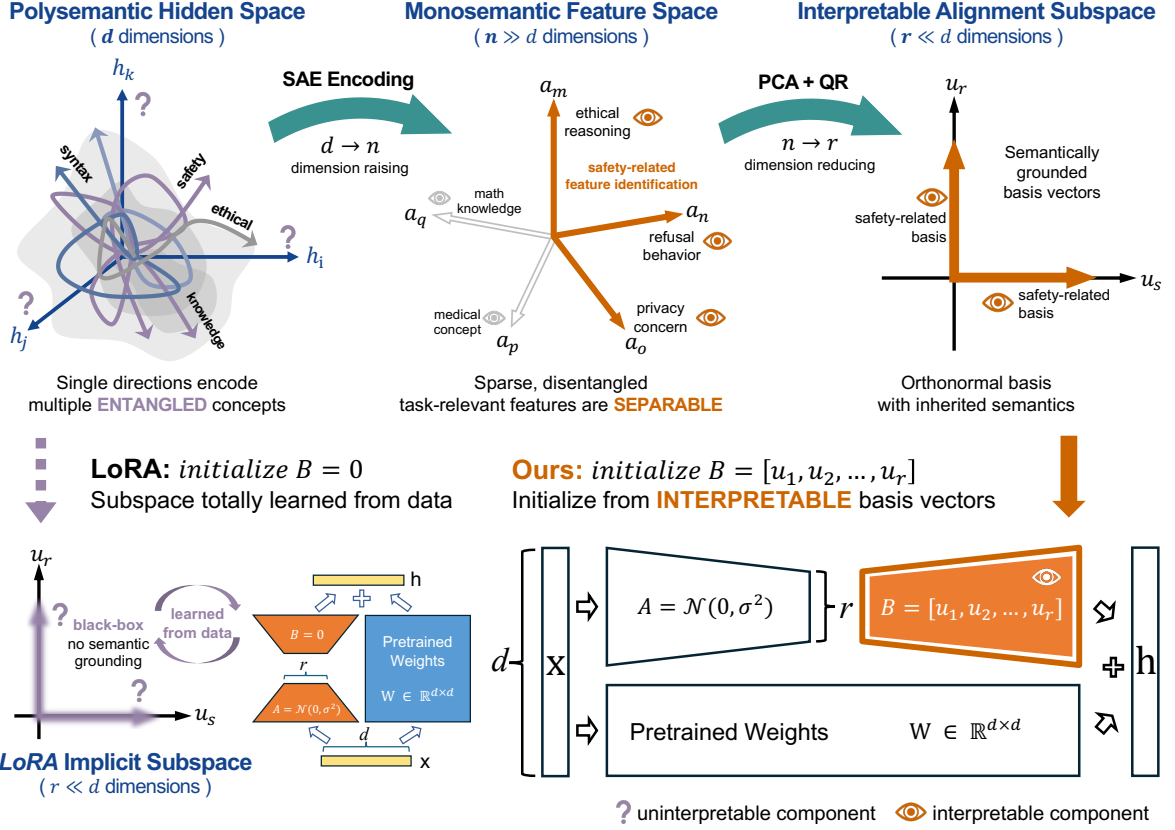 Polysemantic Hidden Space
( d dimensions )
Monosemantic Feature Space
( n ≫ d dimensions )
Interpretable Alignment Subspace
( r ≪ d dimensions )
h_k
?
syntax
safety
ethical
?
h_i
?
h_j
knowledge
SAE Encoding
d → n
dimension raising
a_m
ethical
reasoning
safety-related
feature identification
math
knowledge
a_q
a_n
refusal
behavior
medical
concept
a_p
privacy
concern
a_o
PCA + QR
n → r
dimension reducing
u_r
Semantically
grounded
basis vectors
safety-related
basis
u_s
safety-related
basis
Single directions encode
multiple ENTANGLED concepts
Sparse, disentangled
task-relevant features are SEPARABLE
Orthonormal basis
with inherited semantics
LoRA: initialize B = 0
Subspace totally learned from data
Ours: initialize B = [u_1, u_2, … , u_r]
Initialize from INTERPRETABLE basis vectors
u_r
?
black-box
no semantic
grounding
learned
from data
?
u_s
LoRA Implicit Subspace
( r ≪ d dimensions )
h
B = 0
r
A = 𝒩(0, σ²)
Pretrained
Weights
W ∈ ℝ^{d×d}
d
x
d
x
A = 𝒩(0, σ²)
r
B = [u_1, u_2, … , u_r]
h
Pretrained Weights W ∈ ℝ^{d×d}
? uninterpretable component
interpretable component